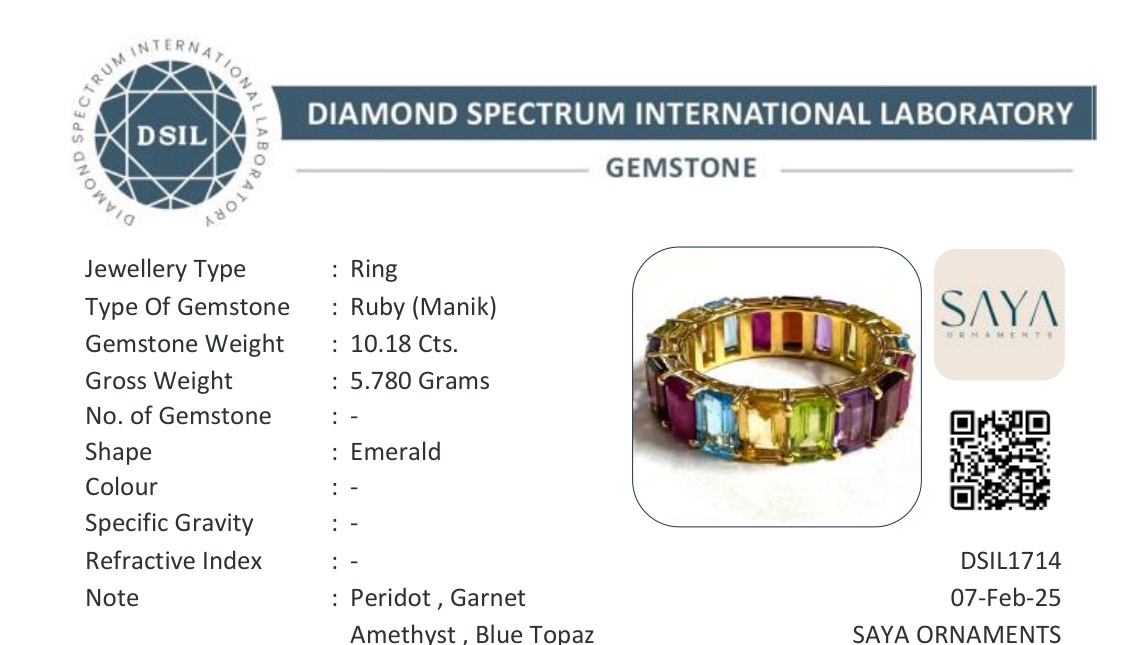 DIAMOND SPECTRUM INTERNATIONAL LABORATORY
DSIL
DIAMOND SPECTRUM INTERNATIONAL LABORATORY
GEMSTONE
Jewellery Type : Ring
Type Of Gemstone : Ruby (Manik)
Gemstone Weight : 10.18 Cts.
Gross Weight : 5.780 Grams
No. of Gemstone : -
Shape : Emerald
Colour : -
Specific Gravity : -
Refractive Index : -
Note : Peridot , Garnet
Amethyst , Blue Topaz
SAYA
ORNAMENTS
DSIL1714
07-Feb-25
SAYA ORNAMENTS